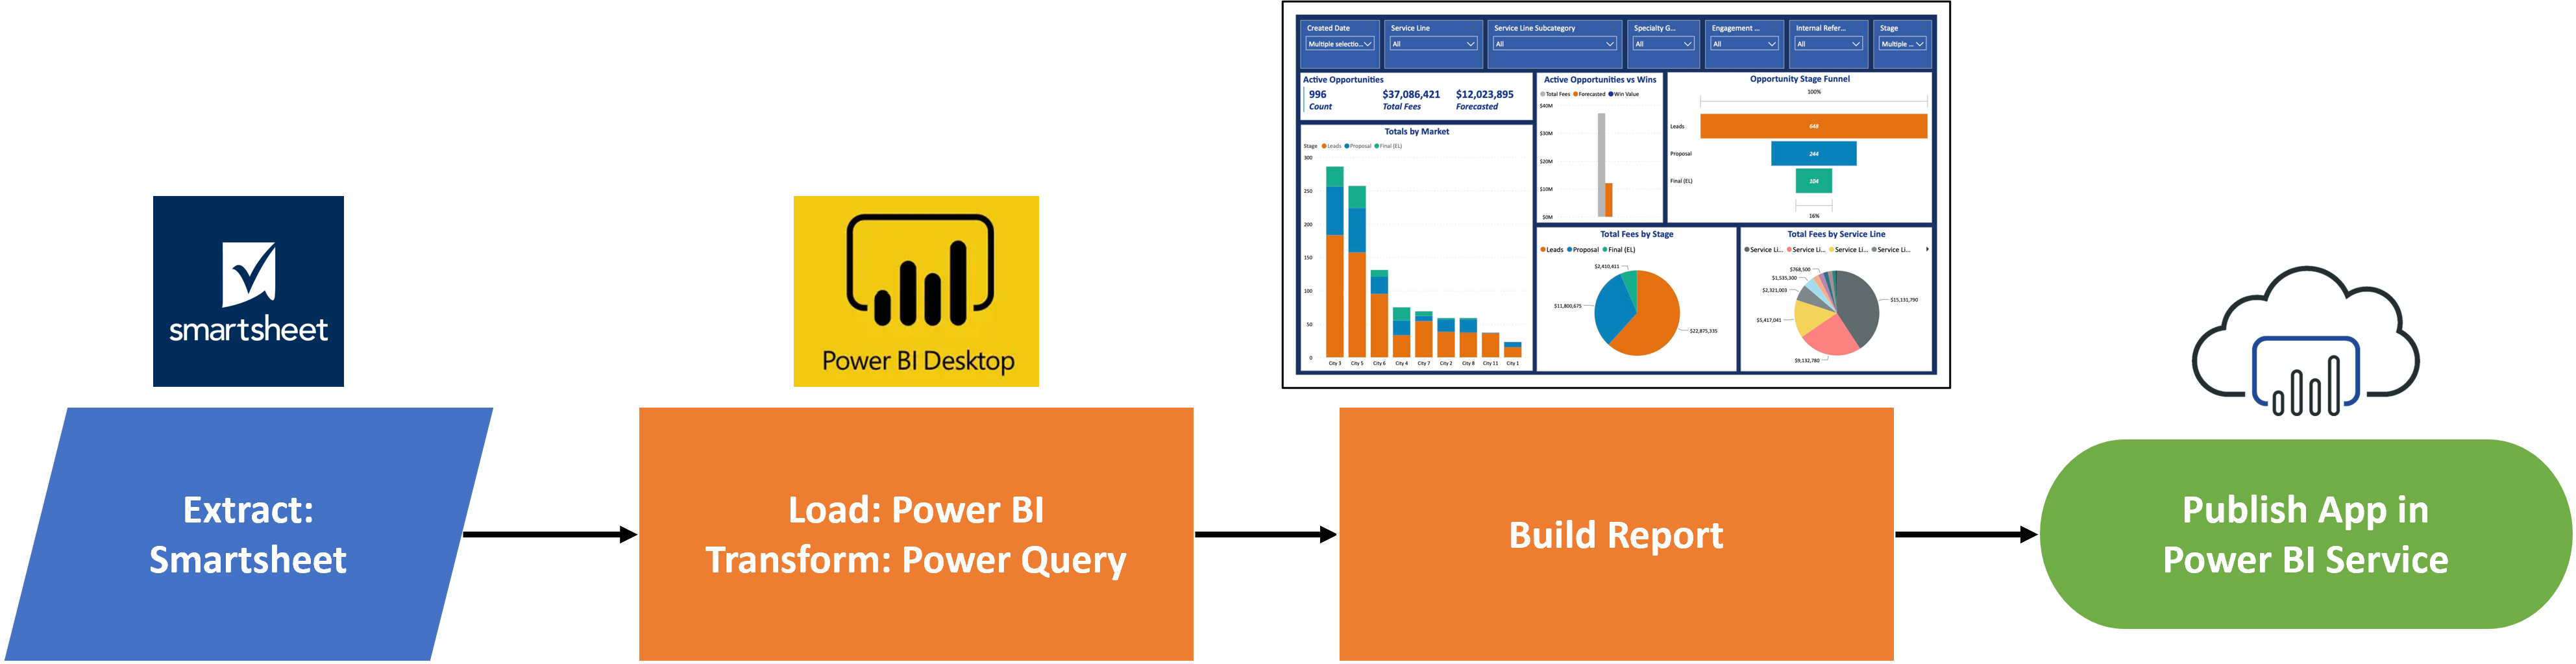 Created Date
Multiple selectio...
Service Line
All
Service Line Subcategory
All
Specialty G...
All
Engagement ...
All
Internal Refer...
All
Stage
Multiple ...
Active Opportunities
996
Count
$37,086,421
Total Fees
$12,023,895
Forecasted
Totals by Market
Stage Leads Proposal Final (EL)
300
250
200
150
100
50
0
City 3 City 5 City 6 City 4 City 7 City 2 City 8 City 11 City 1
Active Opportunities vs Wins
Total Fees Forecasted Win Value
$40M
$30M
$20M
$10M
$0M
Opportunity Stage Funnel
100%
Leads 648
Proposal 244
Final (EL) 104
16%
Total Fees by Stage
Leads Proposal Final (EL)
$2,410,411
$11,800,675
$22,875,335
Total Fees by Service Line
Service Li... Service Li... Service Li... Service Li...
$768,500
$1,535,300
$2,321,003
$5,417,041
$9,132,780
$15,131,790
smartsheet
Power BI Desktop
Extract:
Smartsheet
Load: Power BI
Transform: Power Query
Build Report
Publish App in
Power BI Service